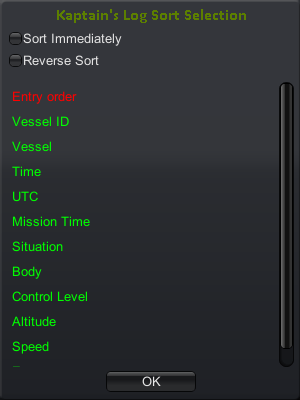 Kaptain's Log Sort Selection
Sort Immediately
Reverse Sort
Entry order
Vessel ID
Vessel
Time
UTC
Mission Time
Situation
Body
Control Level
Altitude
Speed
OK